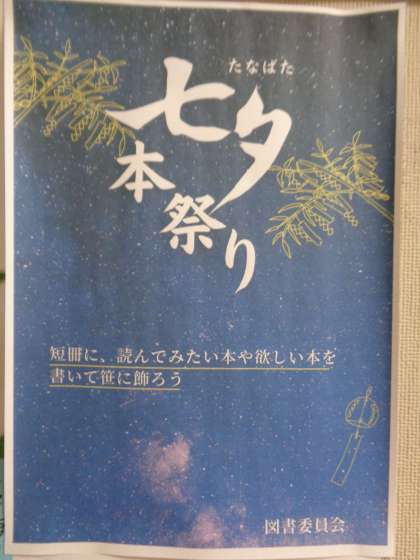 たなばた
七夕
本祭り
短冊に、読んでみたい本や欲しい本を
書いて笹に飾ろう
図書委員会